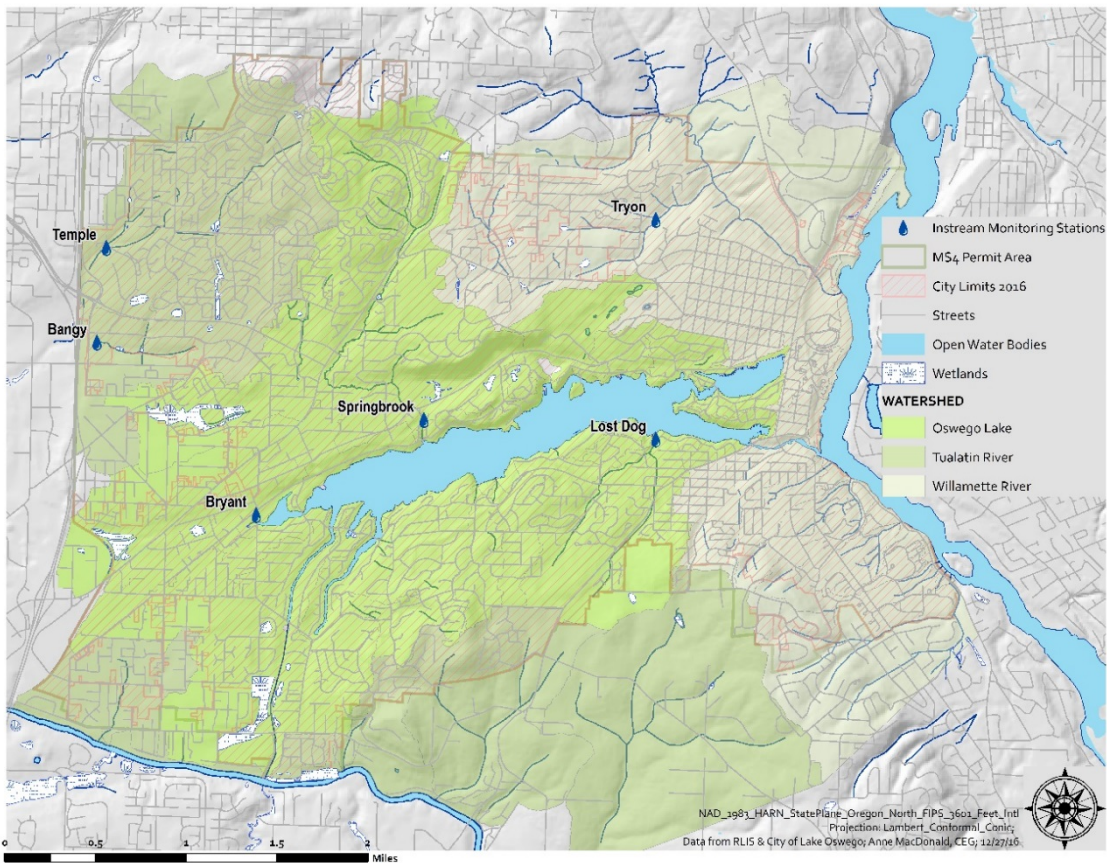 Tryon
Temple
Instream Monitoring Stations
MS4 Permit Area
City Limits 2016
Streets
Bangy
Open Water Bodies
Wetlands
WATERSHED
Springbrook
Oswego Lake
Lost Dog
Tualatin River
Willamette River
Bryant
NAD_1983_HARN_StatePlane_Oregon_North_FIPS_3601_Feet_Intl
Projection: Lambert_Conformal_Conic;
Data from RLIS & City of Lake Oswego; Anne MacDonald, CEG; 12/27/16
0 0.5 1 1.5 2
Miles